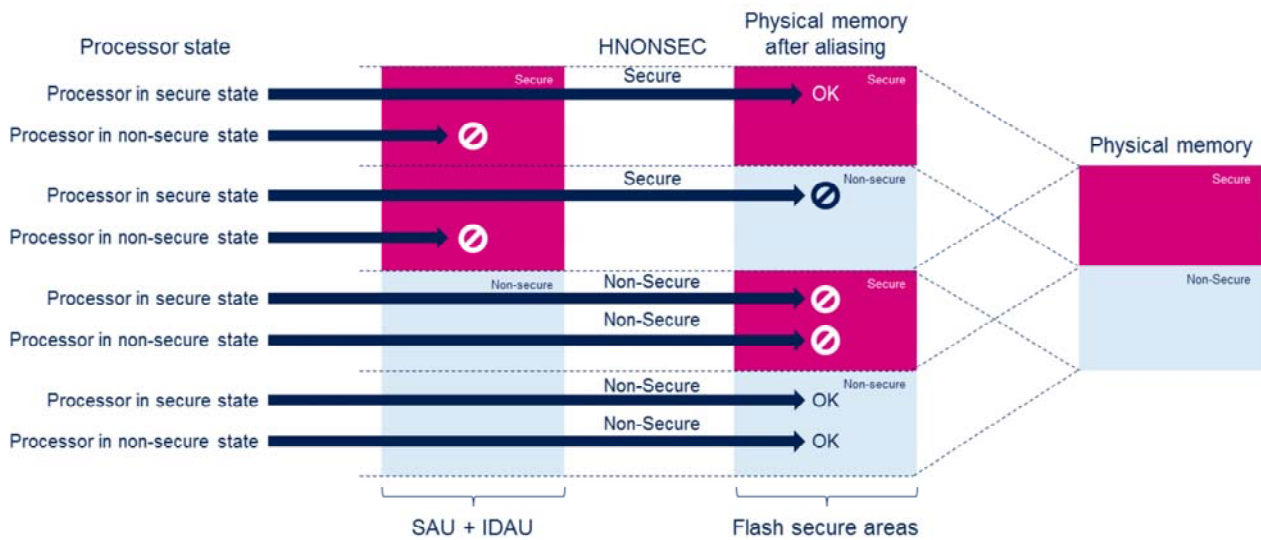 Processor state
HNONSEC
Physical memory
after aliasing
Secure
Secure
Secure
Processor in secure state
OK
Processor in non-secure state
Physical memory
Processor in secure state
Secure
Non-secure
Secure
Processor in non-secure state
Non-secure
Non-Secure
Secure
Non-Secure
Processor in secure state
Non-Secure
Processor in non-secure state
Non-Secure
Non-secure
Processor in secure state
OK
Non-Secure
Processor in non-secure state
OK
SAU + IDAU
Flash secure areas